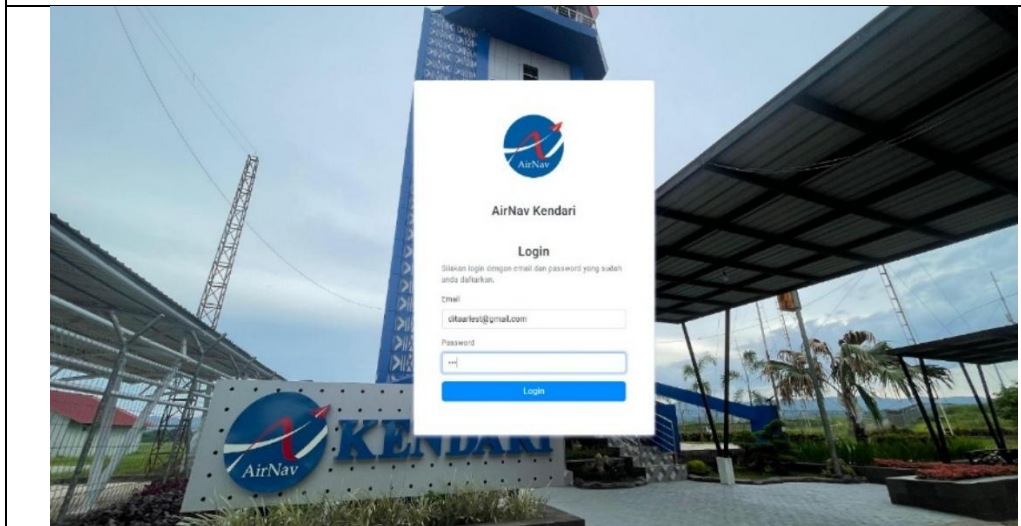 AirNav
AirNav Kendari
Login
Silakan login dengan email dan password yang sudah
anda daftarkan.
Email
ditaarlest@gmail.com
Password
Login
KENDARI
AirNav